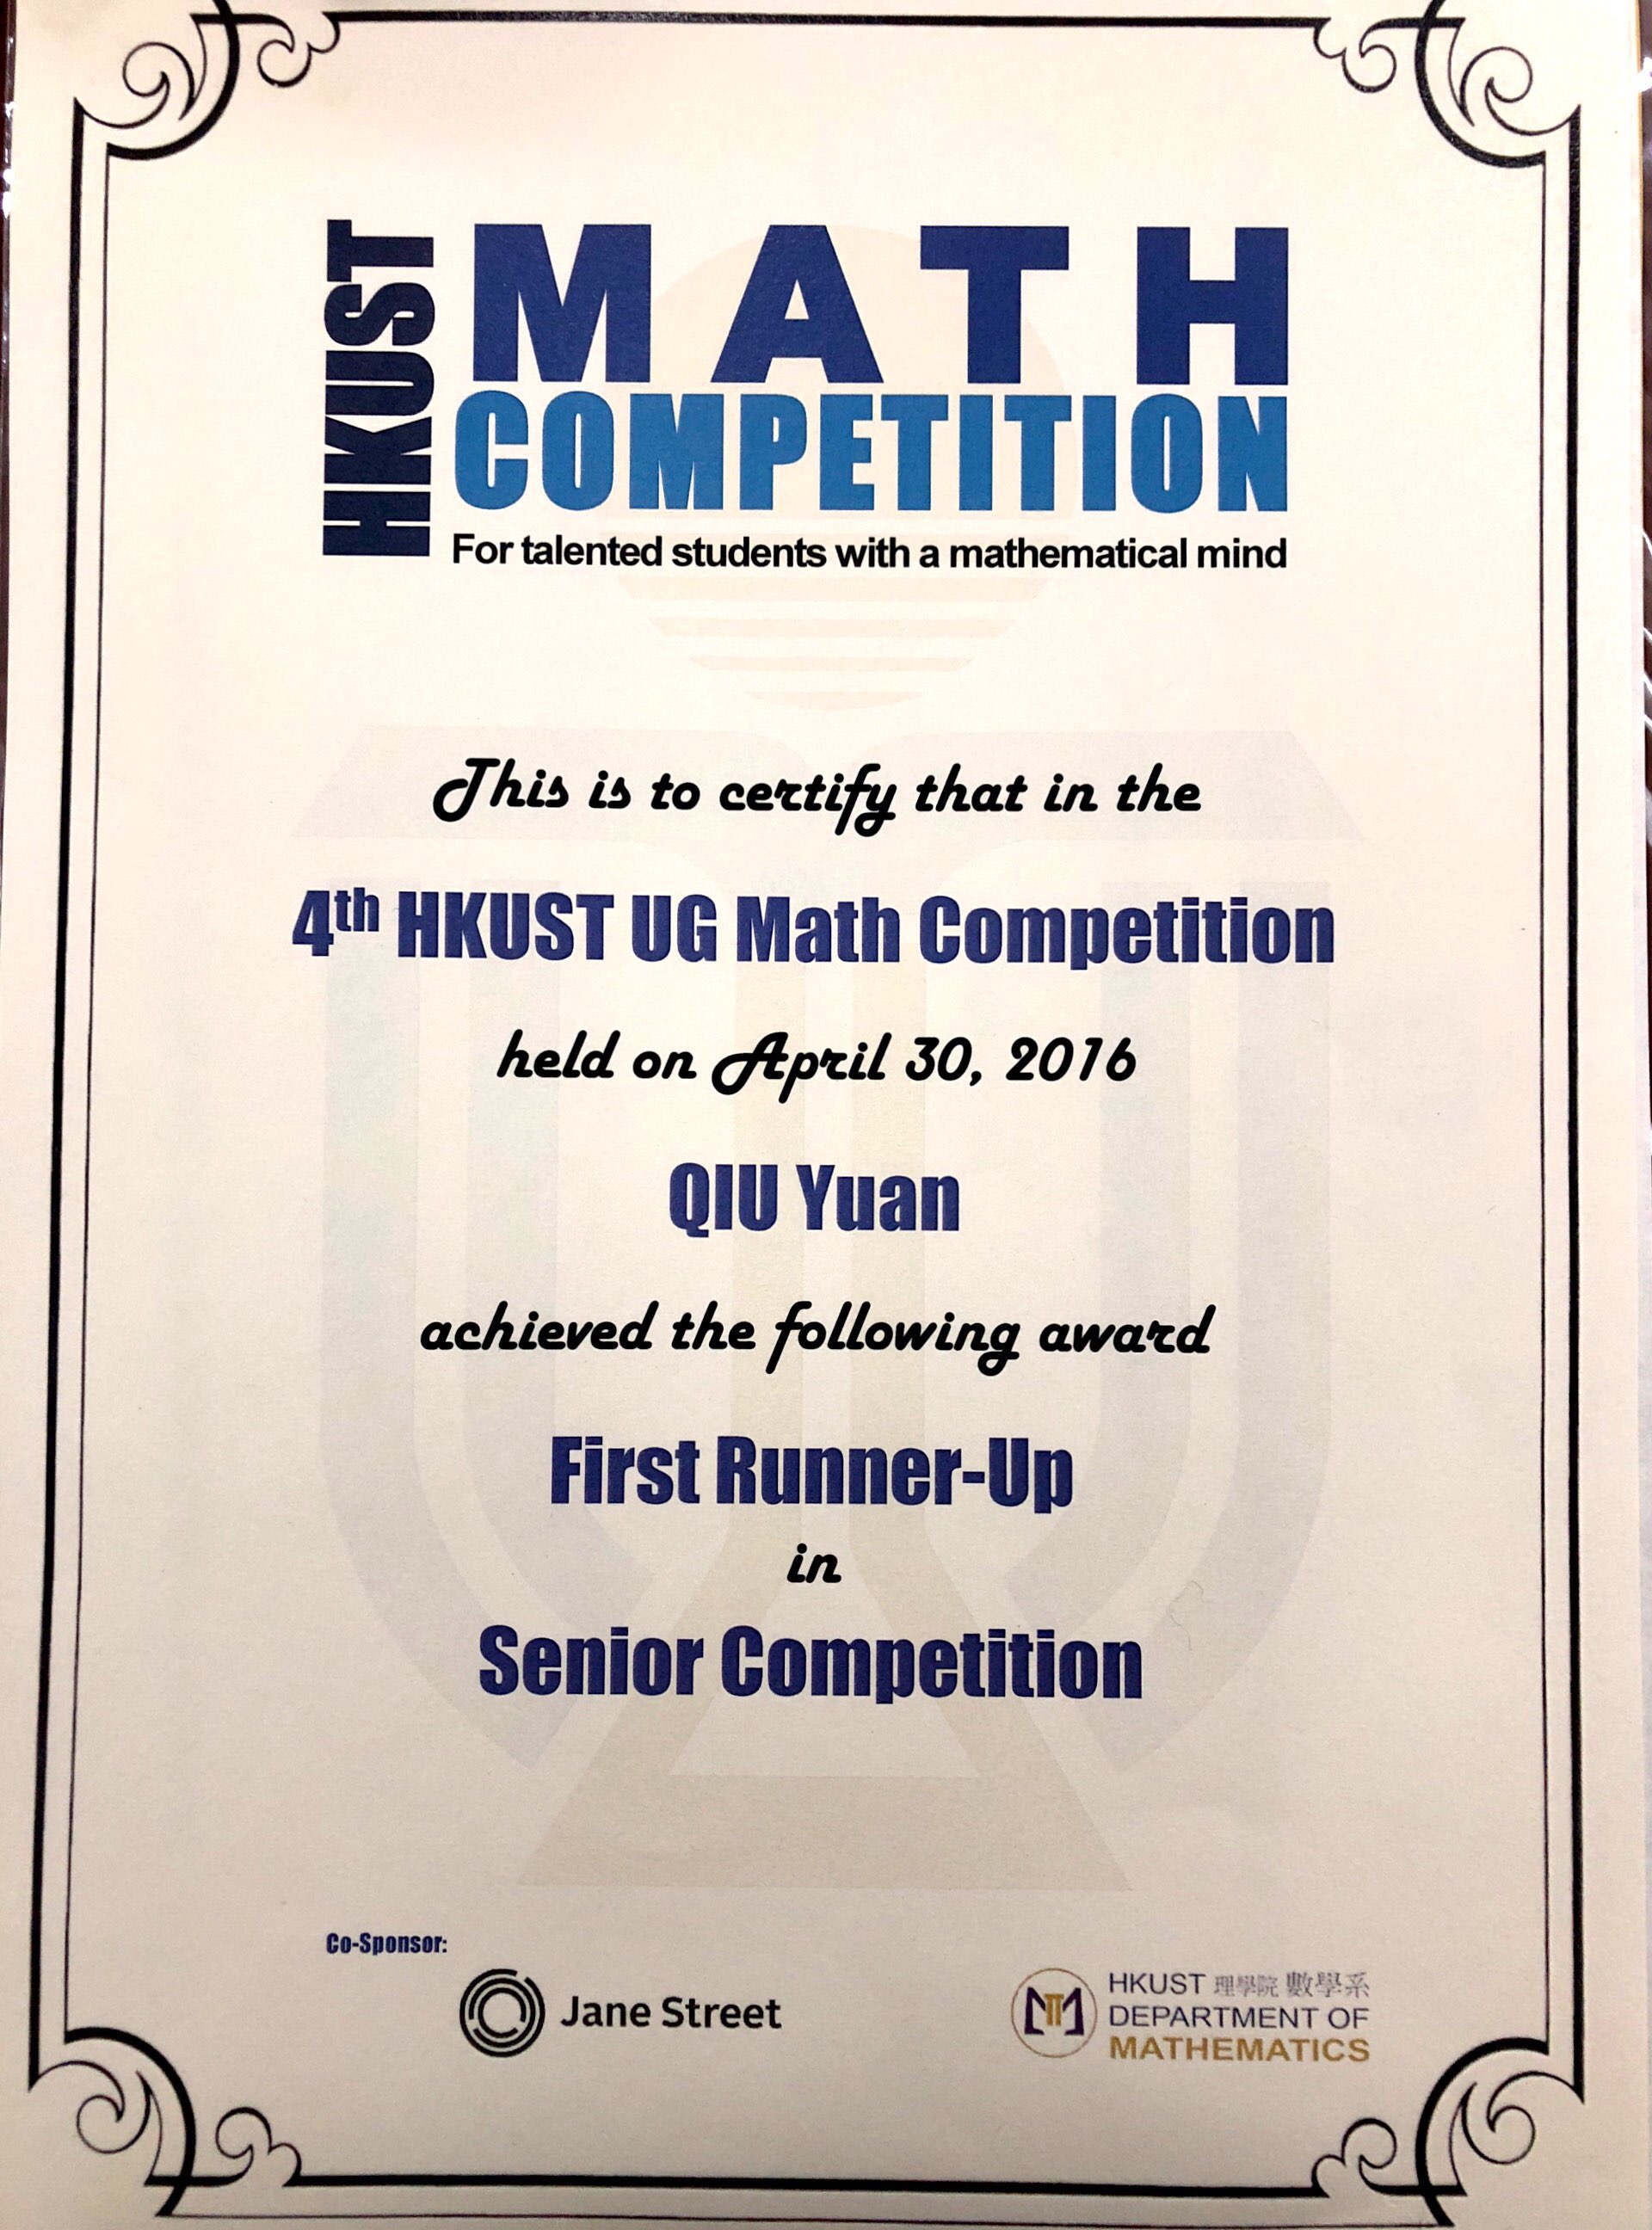 HKUST
MATH
COMPETITION
For talented students with a mathematical mind
This is to certify that in the
4th HKUST UG Math Competition
held on April 30, 2016
QIU Yuan
achieved the following award
First Runner-Up
in
Senior Competition
Co-Sponsor:
Jane Street
HKUST 理學院 數學系
DEPARTMENT OF
MATHEMATICS